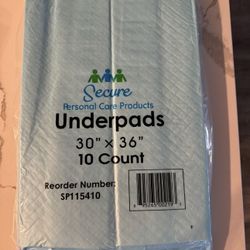 Secure
Personal Care Products
Underpads
30" x 36"
10 Count
Reorder Number:
SP115410